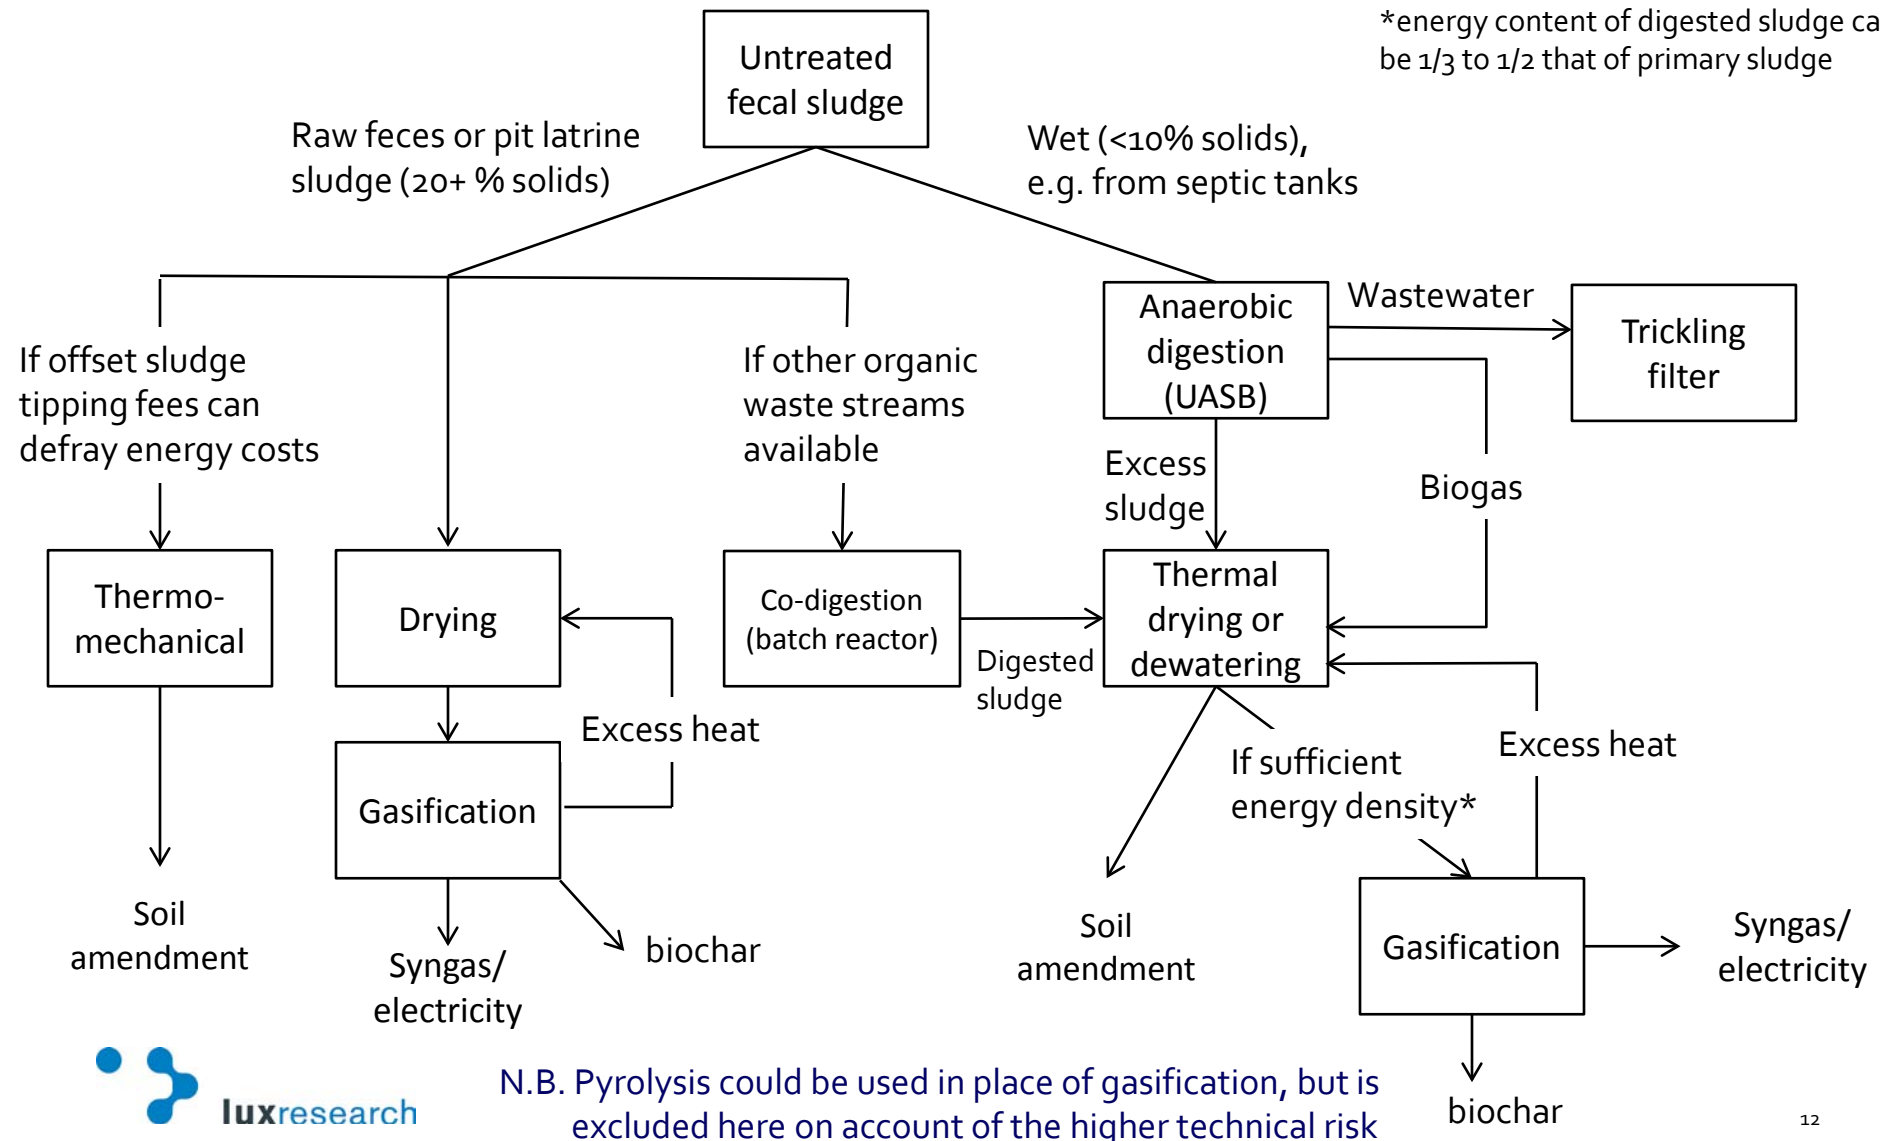 *energy content of digested sludge ca
be 1/3 to 1/2 that of primary sludge
Untreated
fecal sludge
Raw feces or pit latrine
sludge (20+ % solids)
Wet (<10% solids),
e.g. from septic tanks
If offset sludge
tipping fees can
defray energy costs
If other organic
waste streams
available
Anaerobic
digestion
(UASB)
Wastewater
Trickling
filter
Excess
sludge
Biogas
Thermo-
mechanical
Drying
Co-digestion
(batch reactor)
Digested
sludge
Thermal
drying or
dewatering
Excess heat
Gasification
If sufficient
energy density*
Excess heat
Soil
amendment
Syngas/
electricity
biochar
Soil
amendment
Gasification
Syngas/
electricity
biochar
luxresearch
N.B. Pyrolysis could be used in place of gasification, but is
excluded here on account of the higher technical risk
12